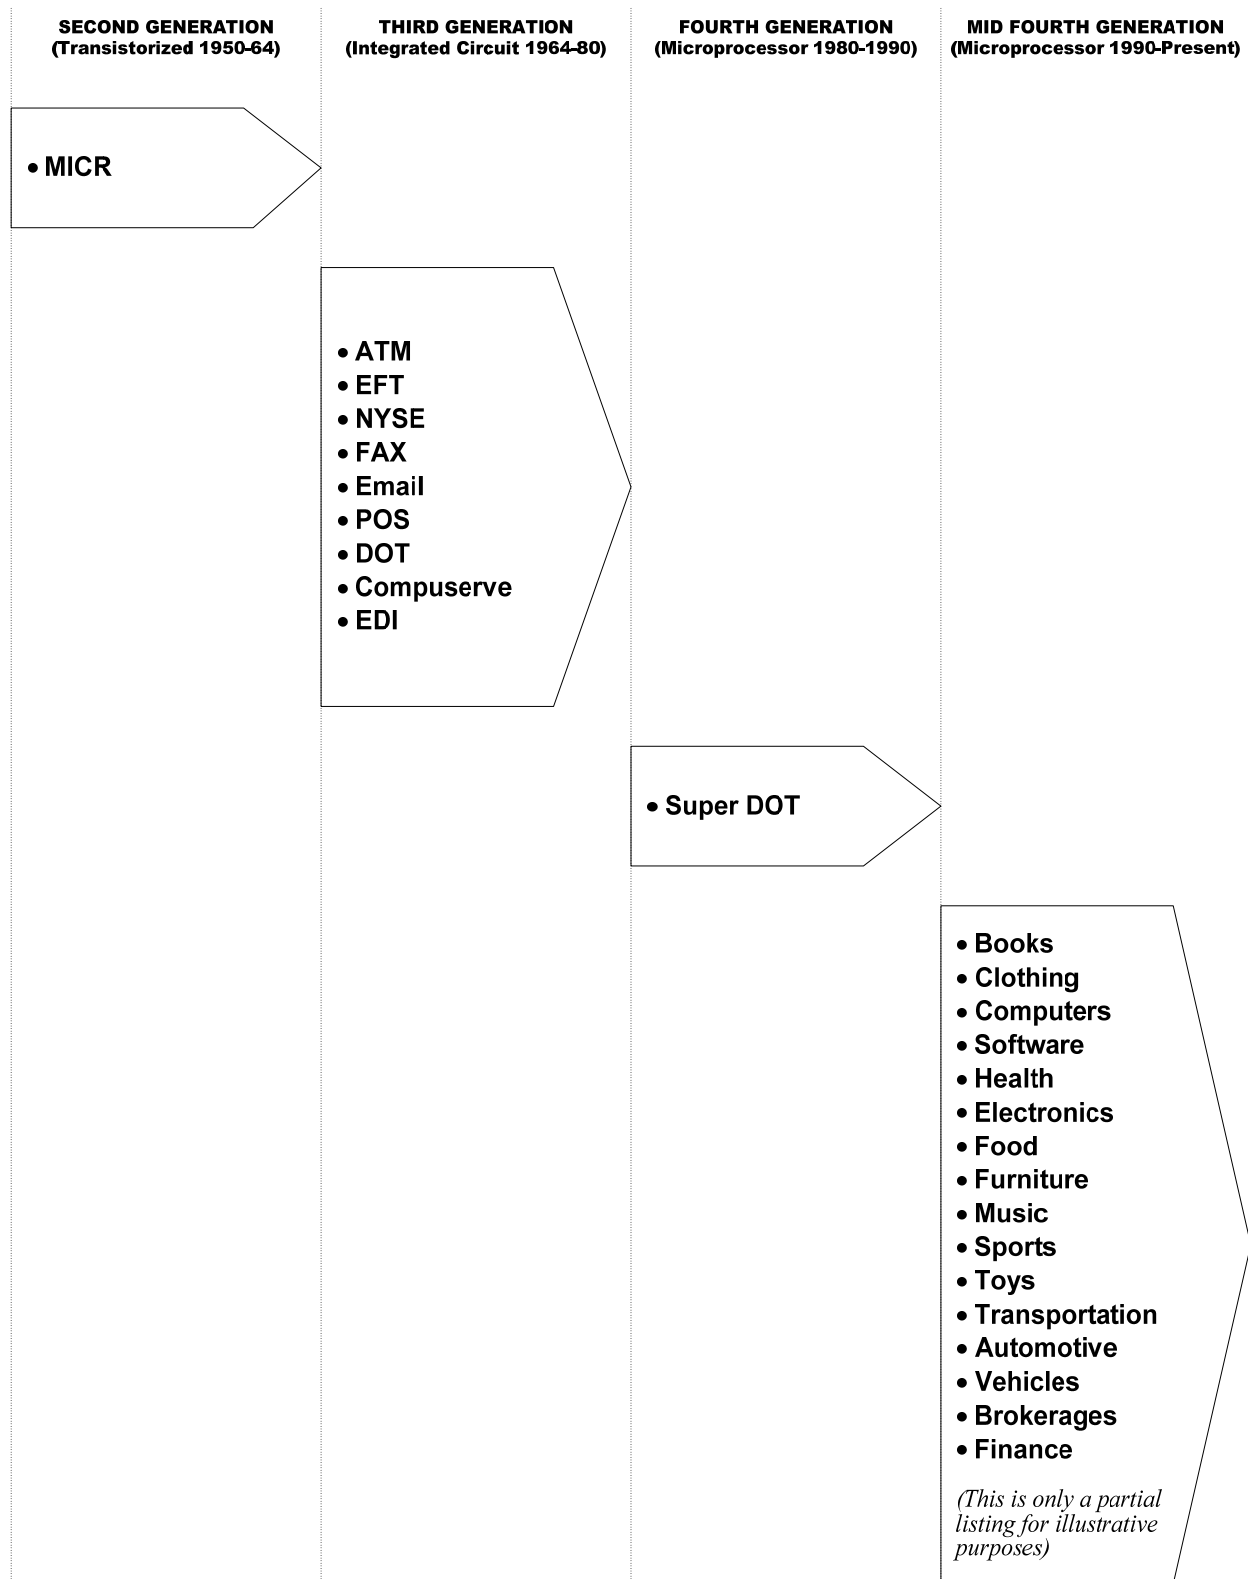 SECOND GENERATION
(Transistorized 1950-64)
THIRD GENERATION
(Integrated Circuit 1964-80)
FOURTH GENERATION
(Microprocessor 1980-1990)
MID FOURTH GENERATION
(Microprocessor 1990-Present)
• MICR
• ATM
• EFT
• NYSE
• FAX
• Email
• POS
• DOT
• Compuserve
• EDI
• Super DOT
• Books
• Clothing
• Computers
• Software
• Health
• Electronics
• Food
• Furniture
• Music
• Sports
• Toys
• Transportation
• Automotive
• Vehicles
• Brokerages
• Finance
(This is only a partial
listing for illustrative
purposes)